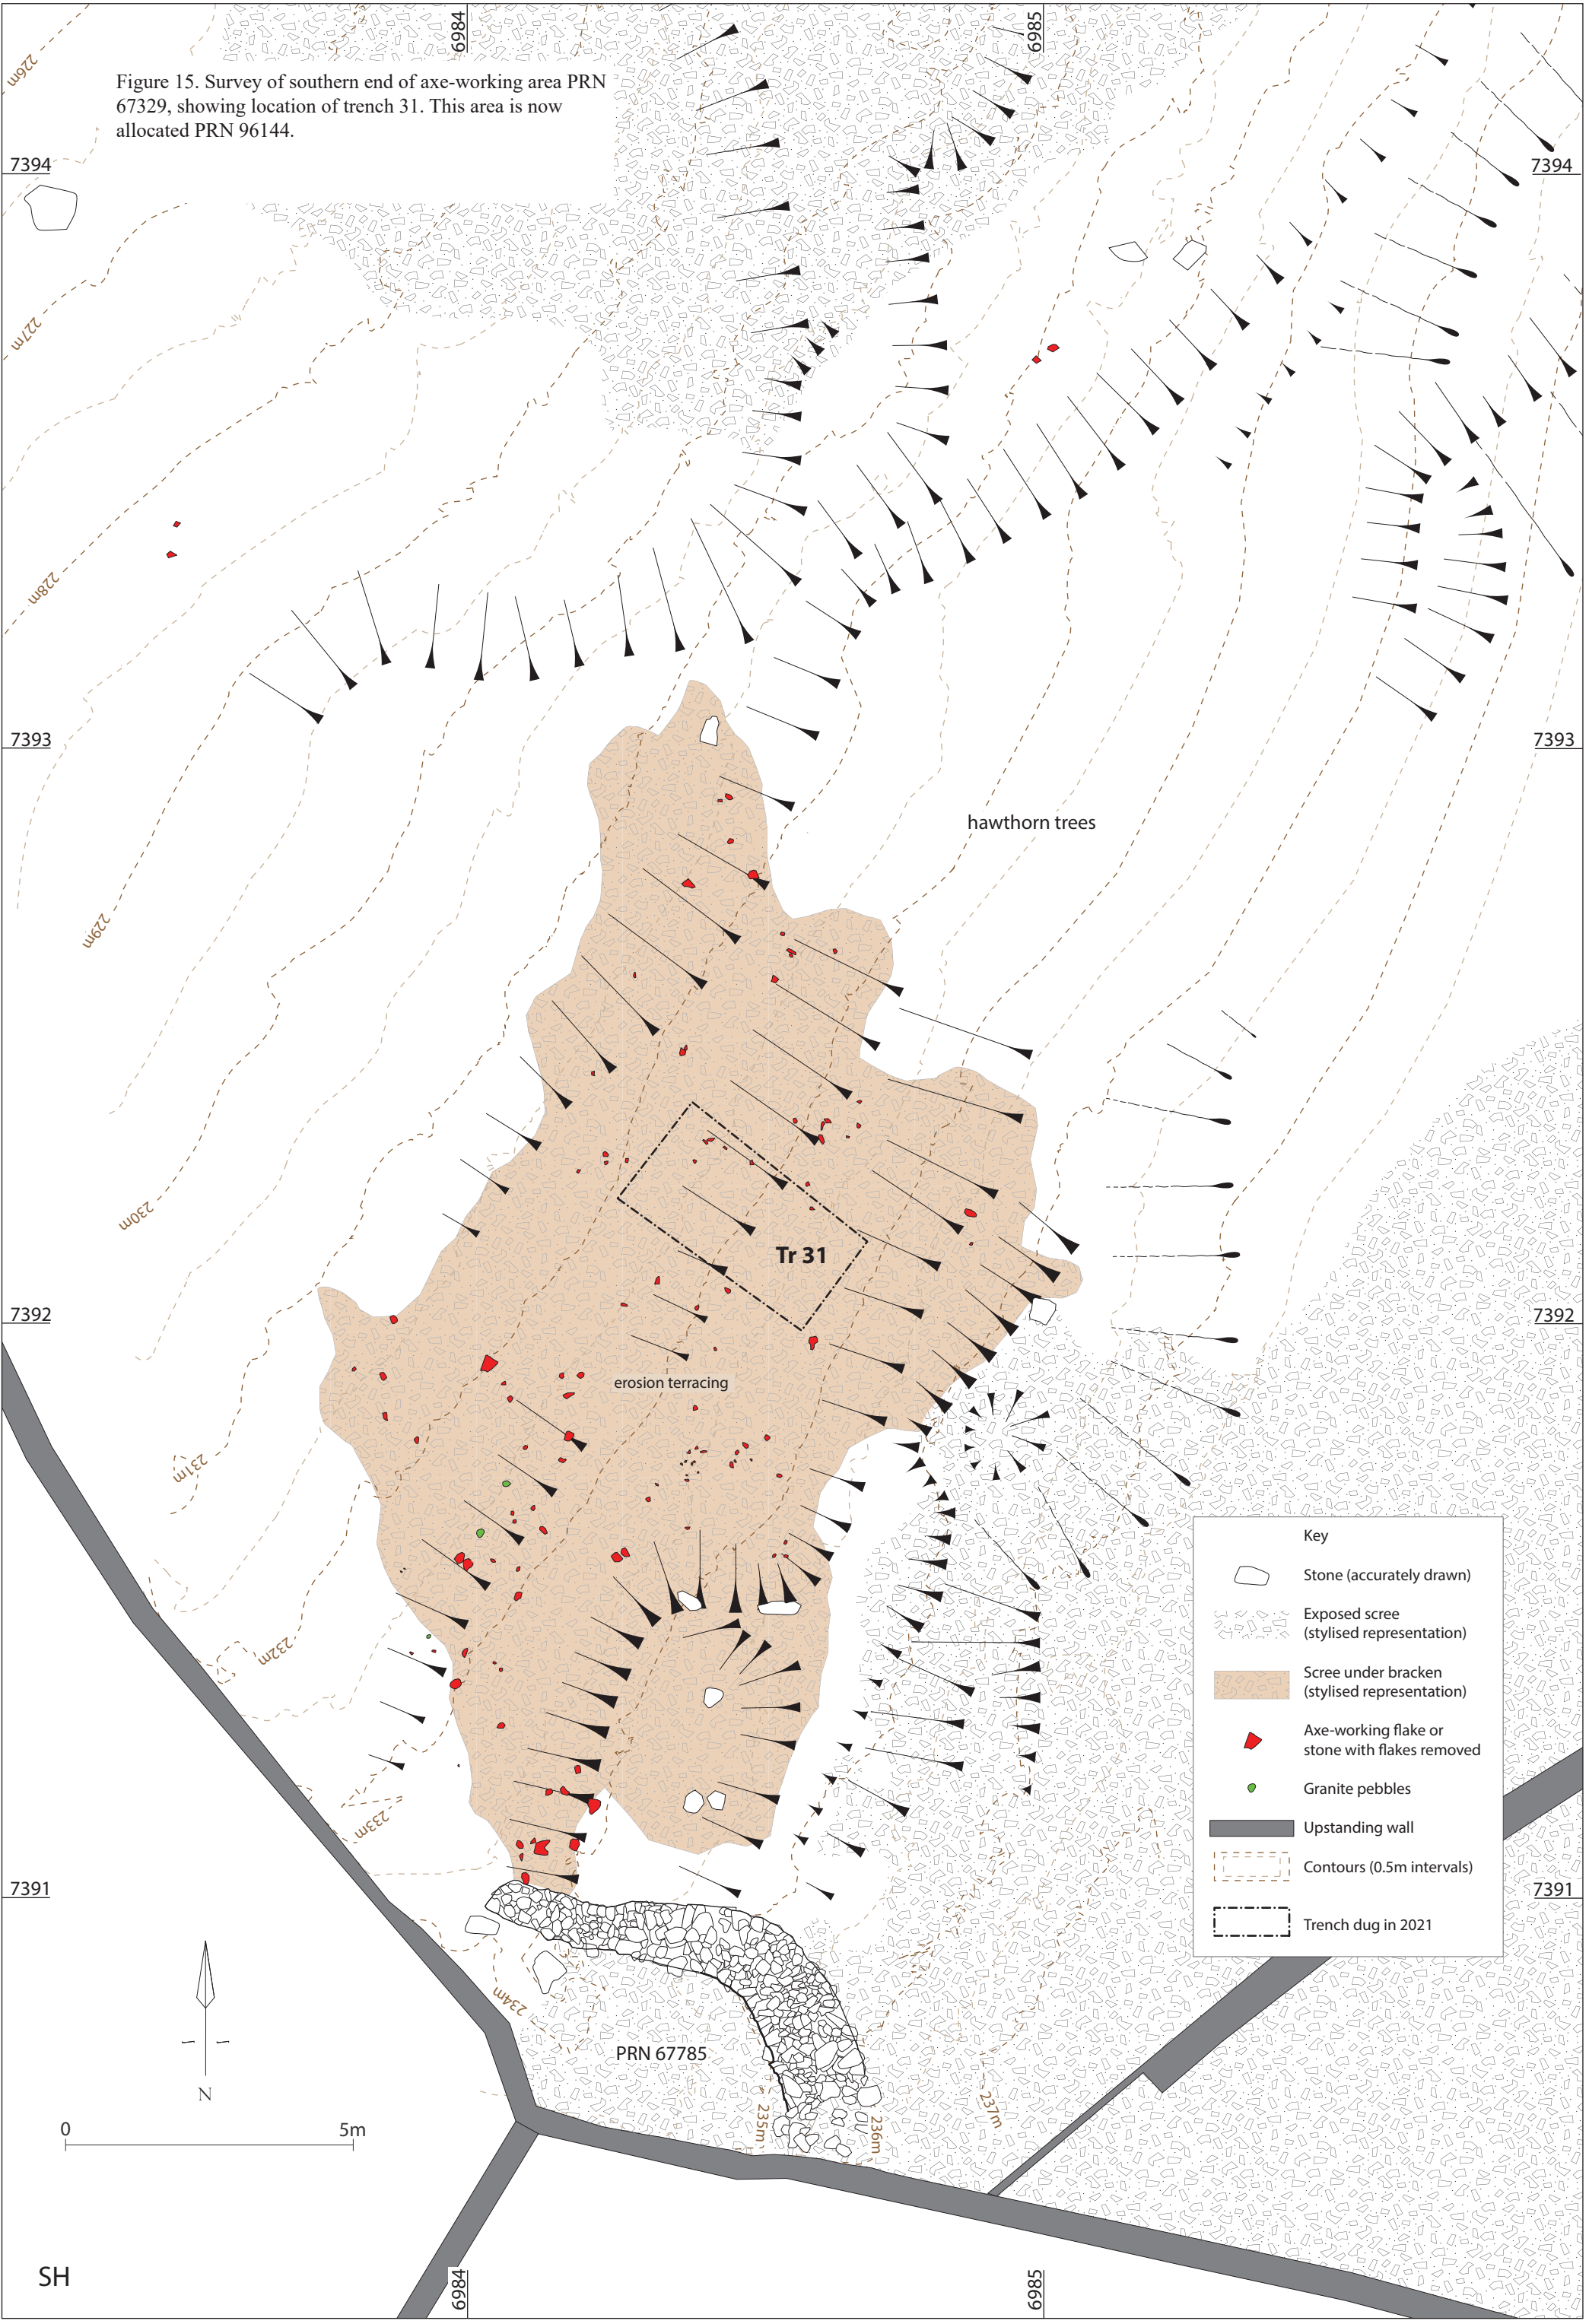 6984
6985
226m
Figure 15. Survey of southern end of axe-working area PRN
67329, showing location of trench 31. This area is now
allocated PRN 96144.
7394
7394
227m
228m
7393
7393
hawthorn trees
229m
230m
Tr 31
7392
7392
erosion terracing
231m
232m
233m
7391
7391
234m
PRN 67785
235m
236m
237m
Key
Stone (accurately drawn)
Exposed scree
(stylised representation)
Scree under bracken
(stylised representation)
Axe-working flake or
stone with flakes removed
Granite pebbles
Upstanding wall
Contours (0.5m intervals)
Trench dug in 2021
N
0
5m
SH
6984
6985